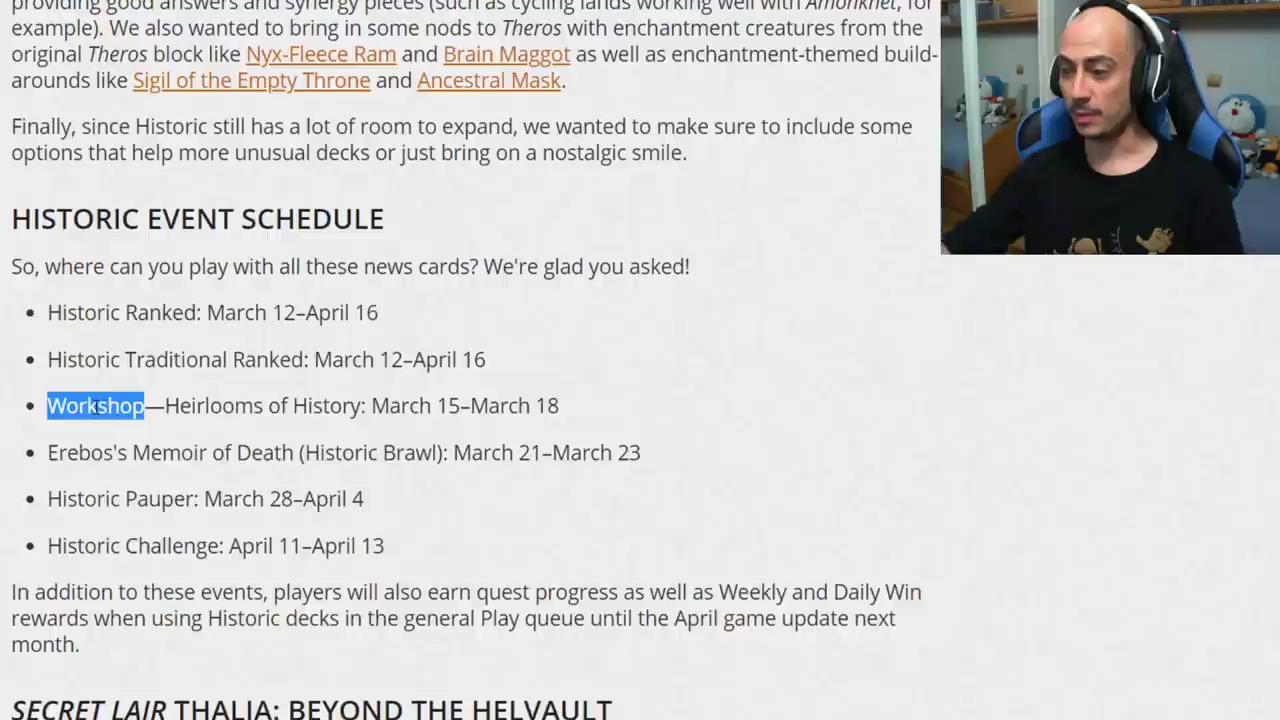 providing good answers and synergy pieces (such as cycling lands working well with Amonkhet, for
example). We also wanted to bring in some nods to Theros with enchantment creatures from the
original Theros block like Nyx-Fleece Ram and Brain Maggot as well as enchantment-themed build-
arounds like Sigil of the Empty Throne and Ancestral Mask.
Finally, since Historic still has a lot of room to expand, we wanted to make sure to include some
options that help more unusual decks or just bring on a nostalgic smile.
HISTORIC EVENT SCHEDULE
So, where can you play with all these news cards? We're glad you asked!
• Historic Ranked: March 12–April 16
• Historic Traditional Ranked: March 12–April 16
• Workshop—Heirlooms of History: March 15–March 18
• Erebos's Memoir of Death (Historic Brawl): March 21–March 23
• Historic Pauper: March 28–April 4
• Historic Challenge: April 11–April 13
In addition to these events, players will also earn quest progress as well as Weekly and Daily Win
rewards when using Historic decks in the general Play queue until the April game update next
month.
SECRET LAIR THALIA: BEYOND THE HELVAULT